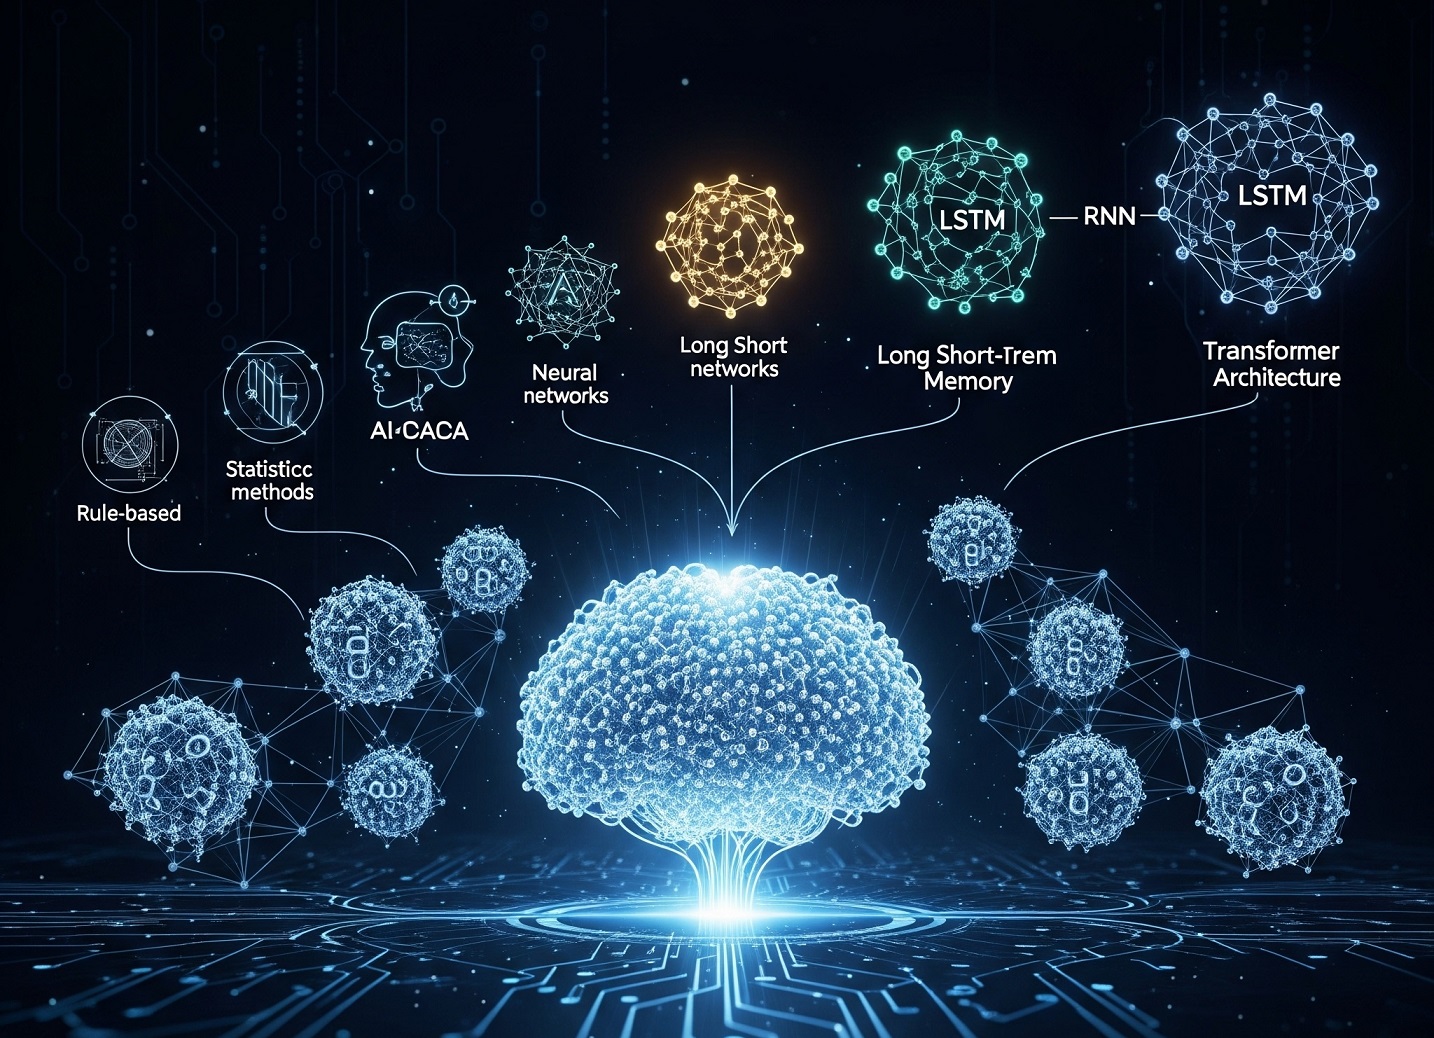 LSTM
RNN
LSTM
Long Short
networks
Long Short-Trem
Memory
Transformer
Architecture
Neural
networks
AI·CACA
Statisticc
methods
Rule-based